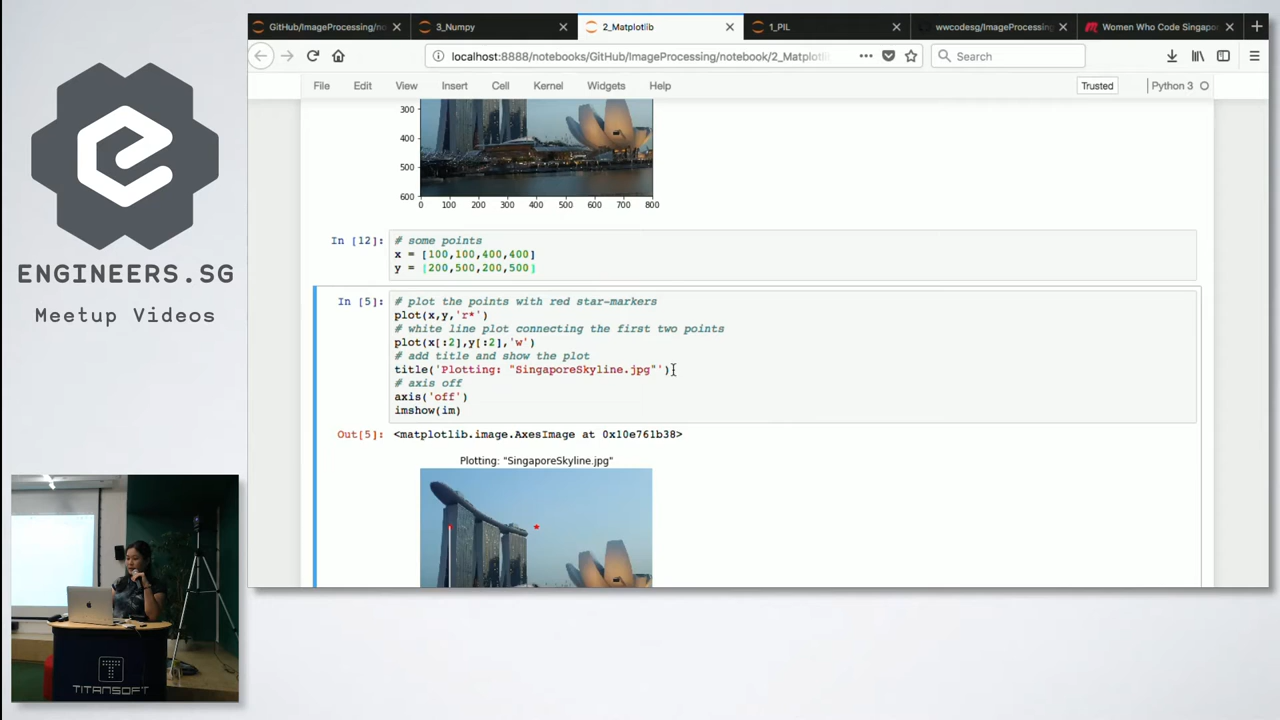 GitHub/ImageProcessing/no
3_Numpy
2_Matplotlib
1_PIL
wwcodesg/ImageProcessing
Women Who Code Singapo
localhost:8888/notebooks/GitHub/ImageProcessing/notebook/2_Matplotli
Search
File
Edit
View
Insert
Cell
Kernel
Widgets
Help
Trusted
Python 3
300
400
500
600
0 100 200 300 400 500 600 700 800
In [12]:
# some points
x = [100,100,400,400]
y = [200,500,200,500]
In [5]:
# plot the points with red star-markers
plot(x,y,'r*')
# white line plot connecting the first two points
plot(x[:2],y[:2],'w')
# add title and show the plot
title('Plotting: "SingaporeSkyline.jpg"')
# axis off
axis('off')
imshow(im)
Out[5]:
<matplotlib.image.AxesImage at 0x10e761b38>
Plotting: "SingaporeSkyline.jpg"
ENGINEERS.SG
Meetup Videos
TITANSOFT